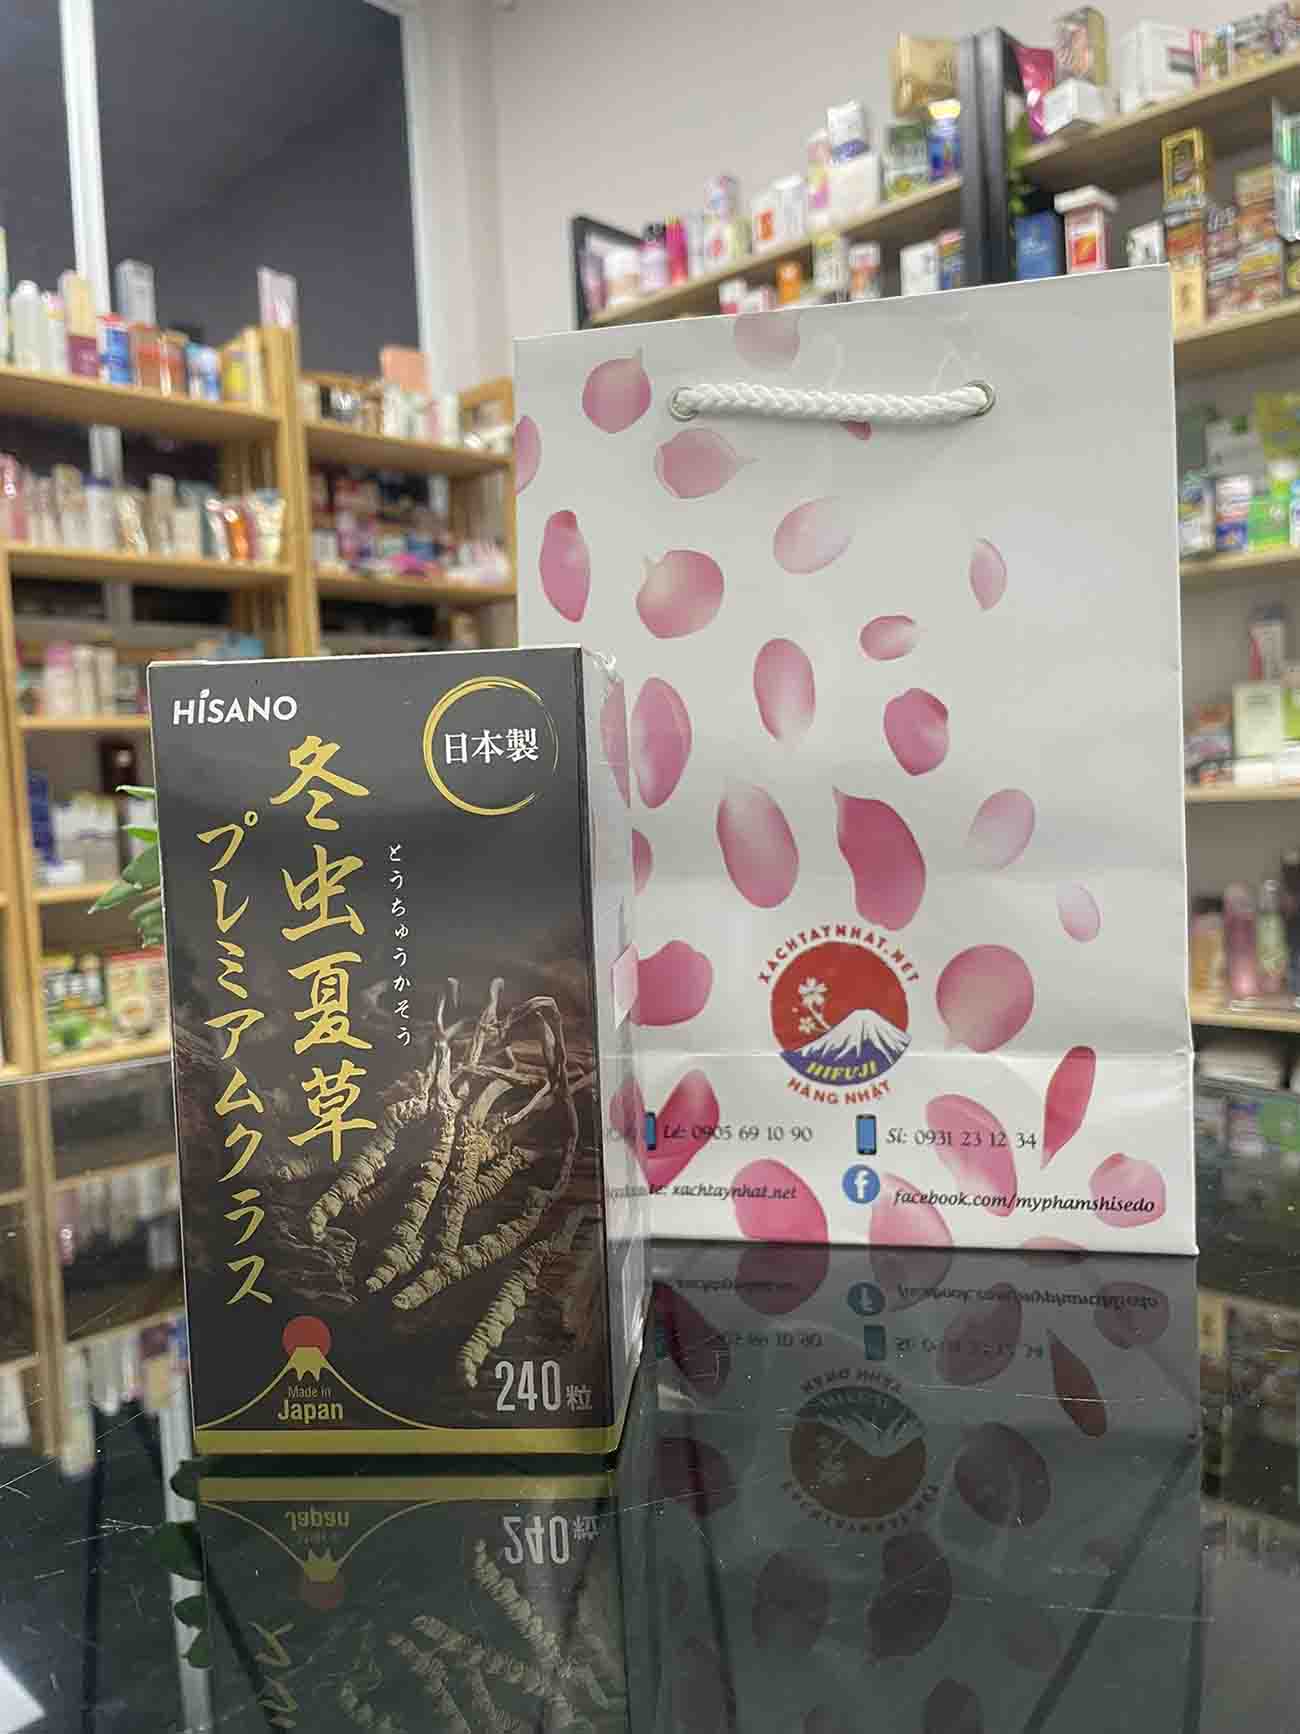 HiSANO
日本製
冬虫夏草
とうちゅうかそう
プレミアムクラス
Made in
Japan
240粒
XACHTAYNHAT.NET
HIFUJI
HÀNG NHẬT
Lẻ: 0905 69 10 90
Sỉ: 0931 23 12 34
te: xachtaynhat.net
facebook.com/myphamshisedo